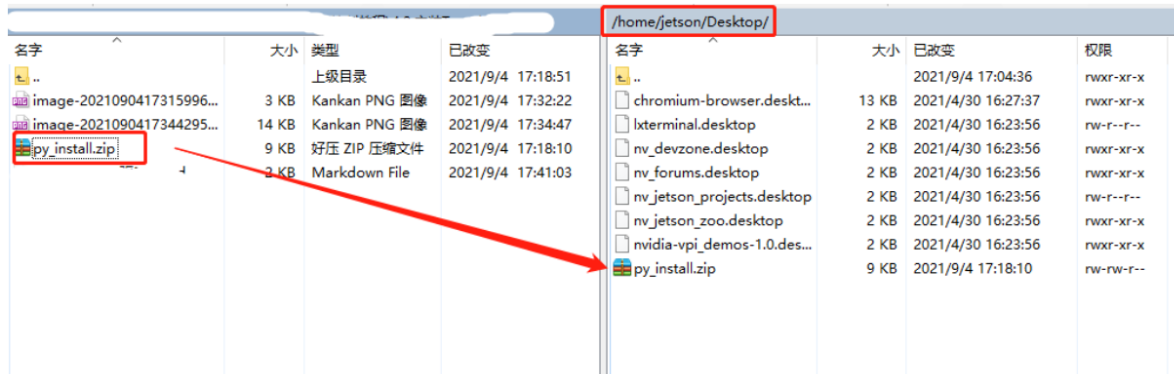 /home/jetson/Desktop/
名字 大小 类型 已改变
.. 上级目录 2021/9/4 17:18:51
image-2021090417315996... 3 KB Kankan PNG 图像 2021/9/4 17:32:22
image-2021090417344295... 14 KB Kankan PNG 图像 2021/9/4 17:34:47
py_install.zip 9 KB 好压 ZIP 压缩文件 2021/9/4 17:18:10
2 KB Markdown File 2021/9/4 17:41:03
名字 大小 已改变 权限
.. 2021/9/4 17:04:36 rwxr-xr-x
chromium-browser.deskt... 13 KB 2021/4/30 16:27:37 rwxr-xr-x
lxterminal.desktop 2 KB 2021/4/30 16:23:56 rw-r--r--
nv_devzone.desktop 2 KB 2021/4/30 16:23:56 rwxr-xr-x
nv_forums.desktop 2 KB 2021/4/30 16:23:56 rwxr-xr-x
nv_jetson_projects.desktop 2 KB 2021/4/30 16:23:56 rw-r--r--
nv_jetson_zoo.desktop 2 KB 2021/4/30 16:23:56 rwxr-xr-x
nvidia-vpi_demos-1.0.des... 2 KB 2021/4/30 16:23:56 rwxr-xr-x
py_install.zip 9 KB 2021/9/4 17:18:10 rw-rw-r--